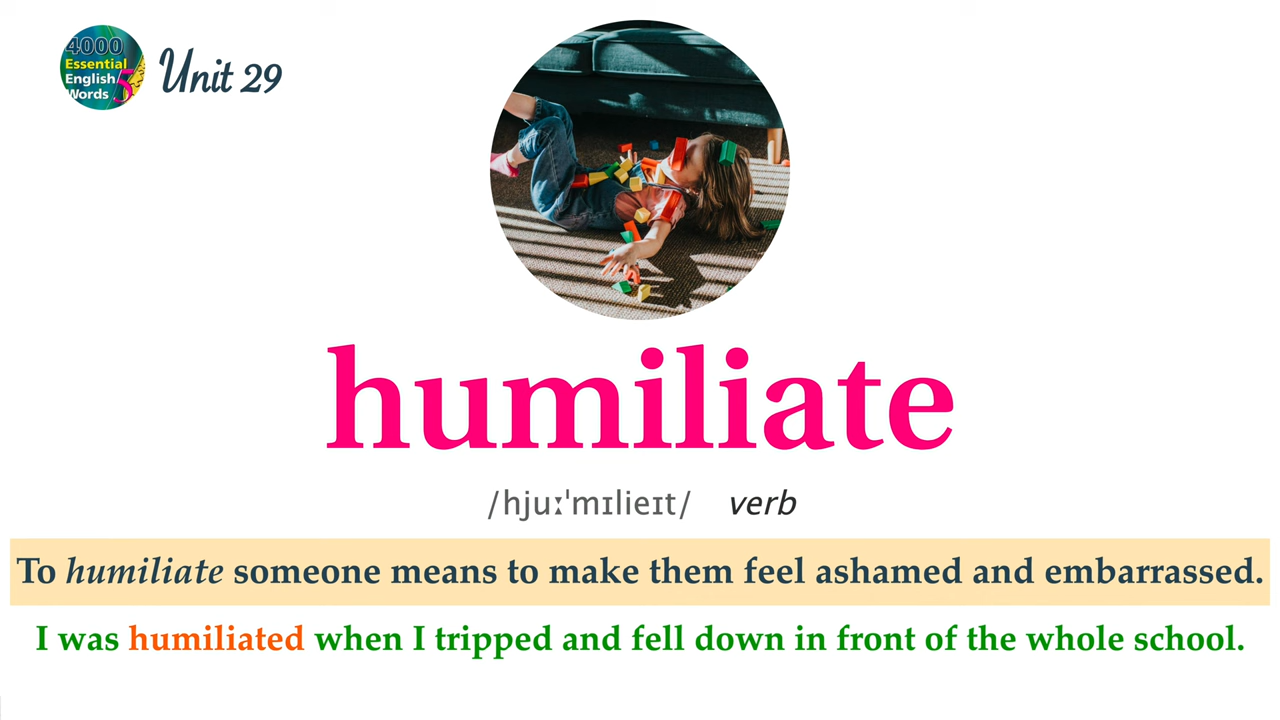 4000
Essential
English
Words 5
Unit 29
humiliate
/hjuːˈmɪlieɪt/ verb
To humiliate someone means to make them feel ashamed and embarrassed.
I was humiliated when I tripped and fell down in front of the whole school.